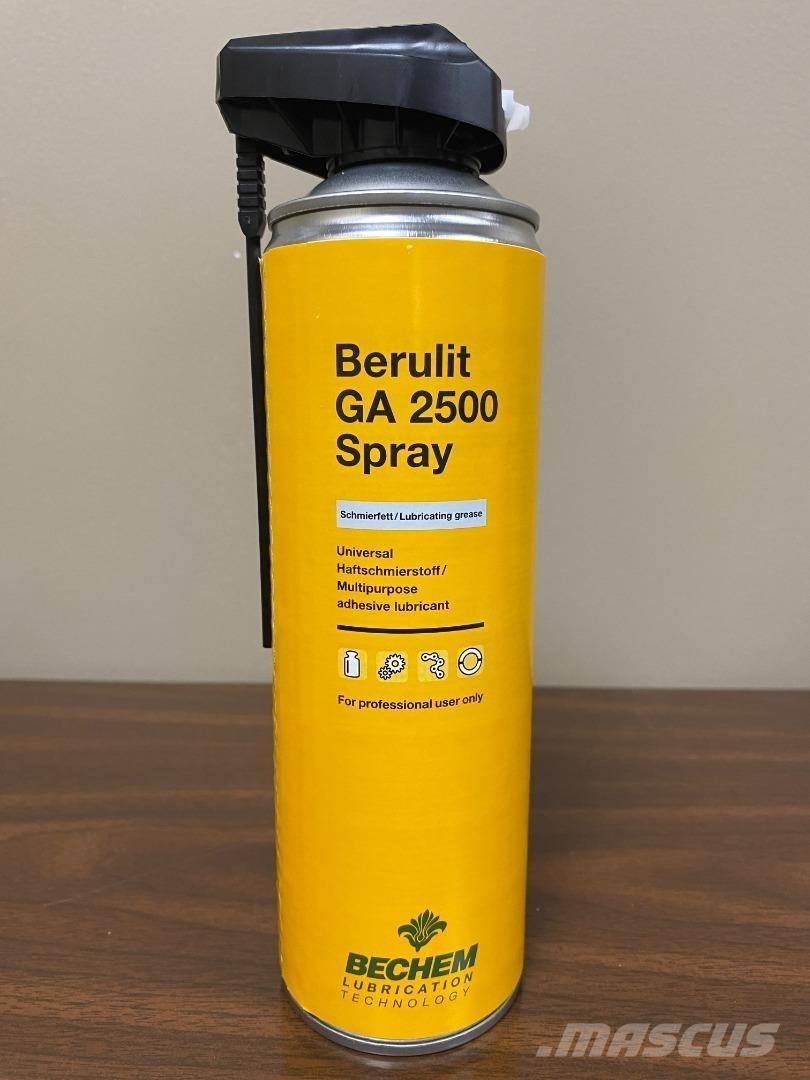 Berulit
GA 2500
Spray
Schmierfett/Lubricating grease
Universal
Haftschmierstoff/
Multipurpose
adhesive lubricant
For professional user only
BECHEM
LUBRICATION
TECHNOLOGY
.MASCUS